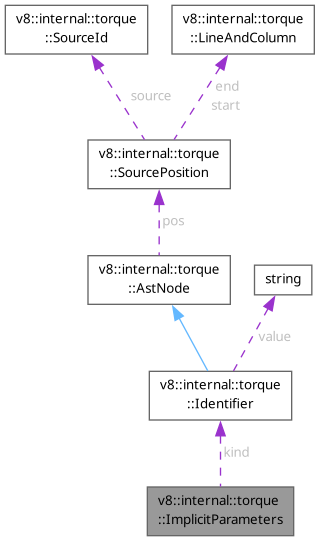 v8::internal::torque
::SourceId
v8::internal::torque
::LineAndColumn
source
end
start
v8::internal::torque
::SourcePosition
pos
v8::internal::torque
::AstNode
string
value
v8::internal::torque
::Identifier
kind
v8::internal::torque
::ImplicitParameters